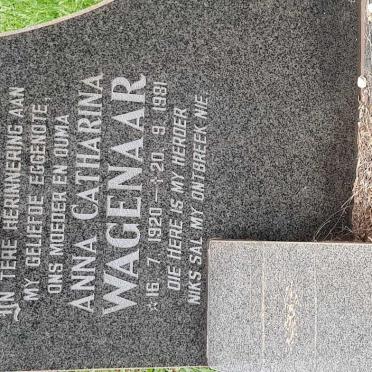 IN TERE HERINNERING AAN
MY GELIEFDE EGGENOTE,
ONS MOEDER EN OUMA
ANNA CATHARINA
WAGENAAR
☆16. 7. 1920 — ✝20. 9. 1981
DIE HERE IS MY HERDER
NIKS SAL MY ONTBREEK NIE.